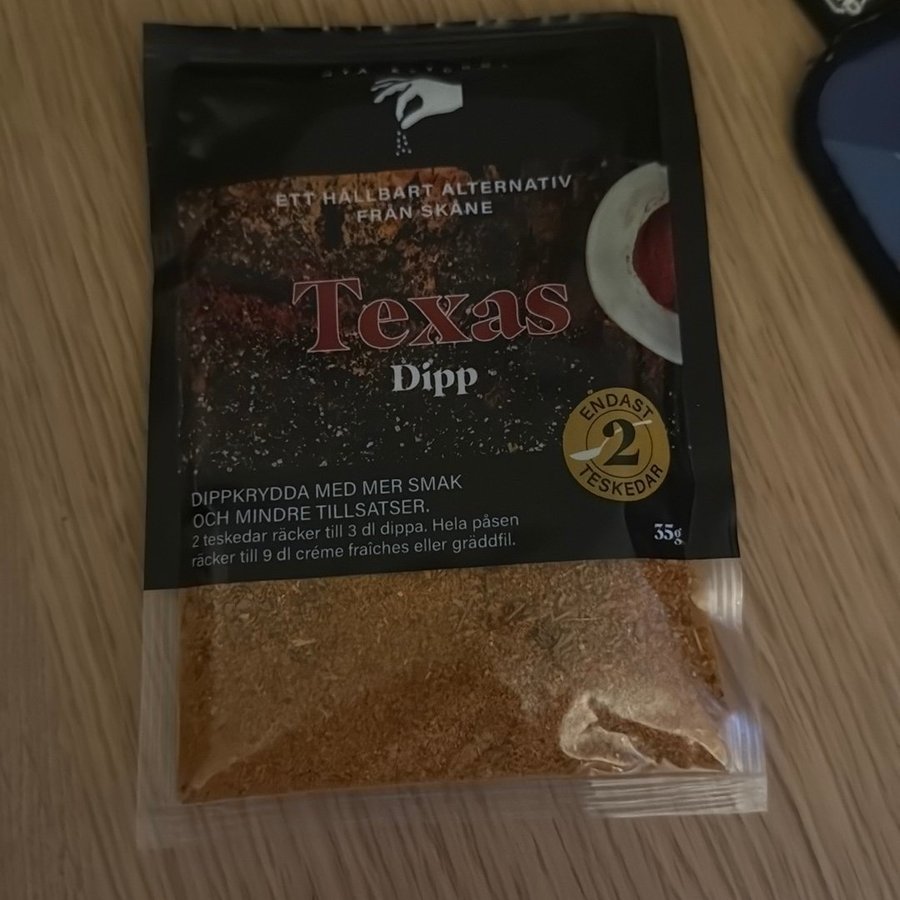 ETT HÅLLBART ALTERNATIV
FRÅN SKÅNE
Texas
Dipp
ENDAST
2
TESKEDAR
DIPPKRYDDA MED MER SMAK
OCH MINDRE TILLSATSER.
2 teskedar räcker till 3 dl dippa. Hela påsen
räcker till 9 dl créme fraîches eller gräddfil.
35g